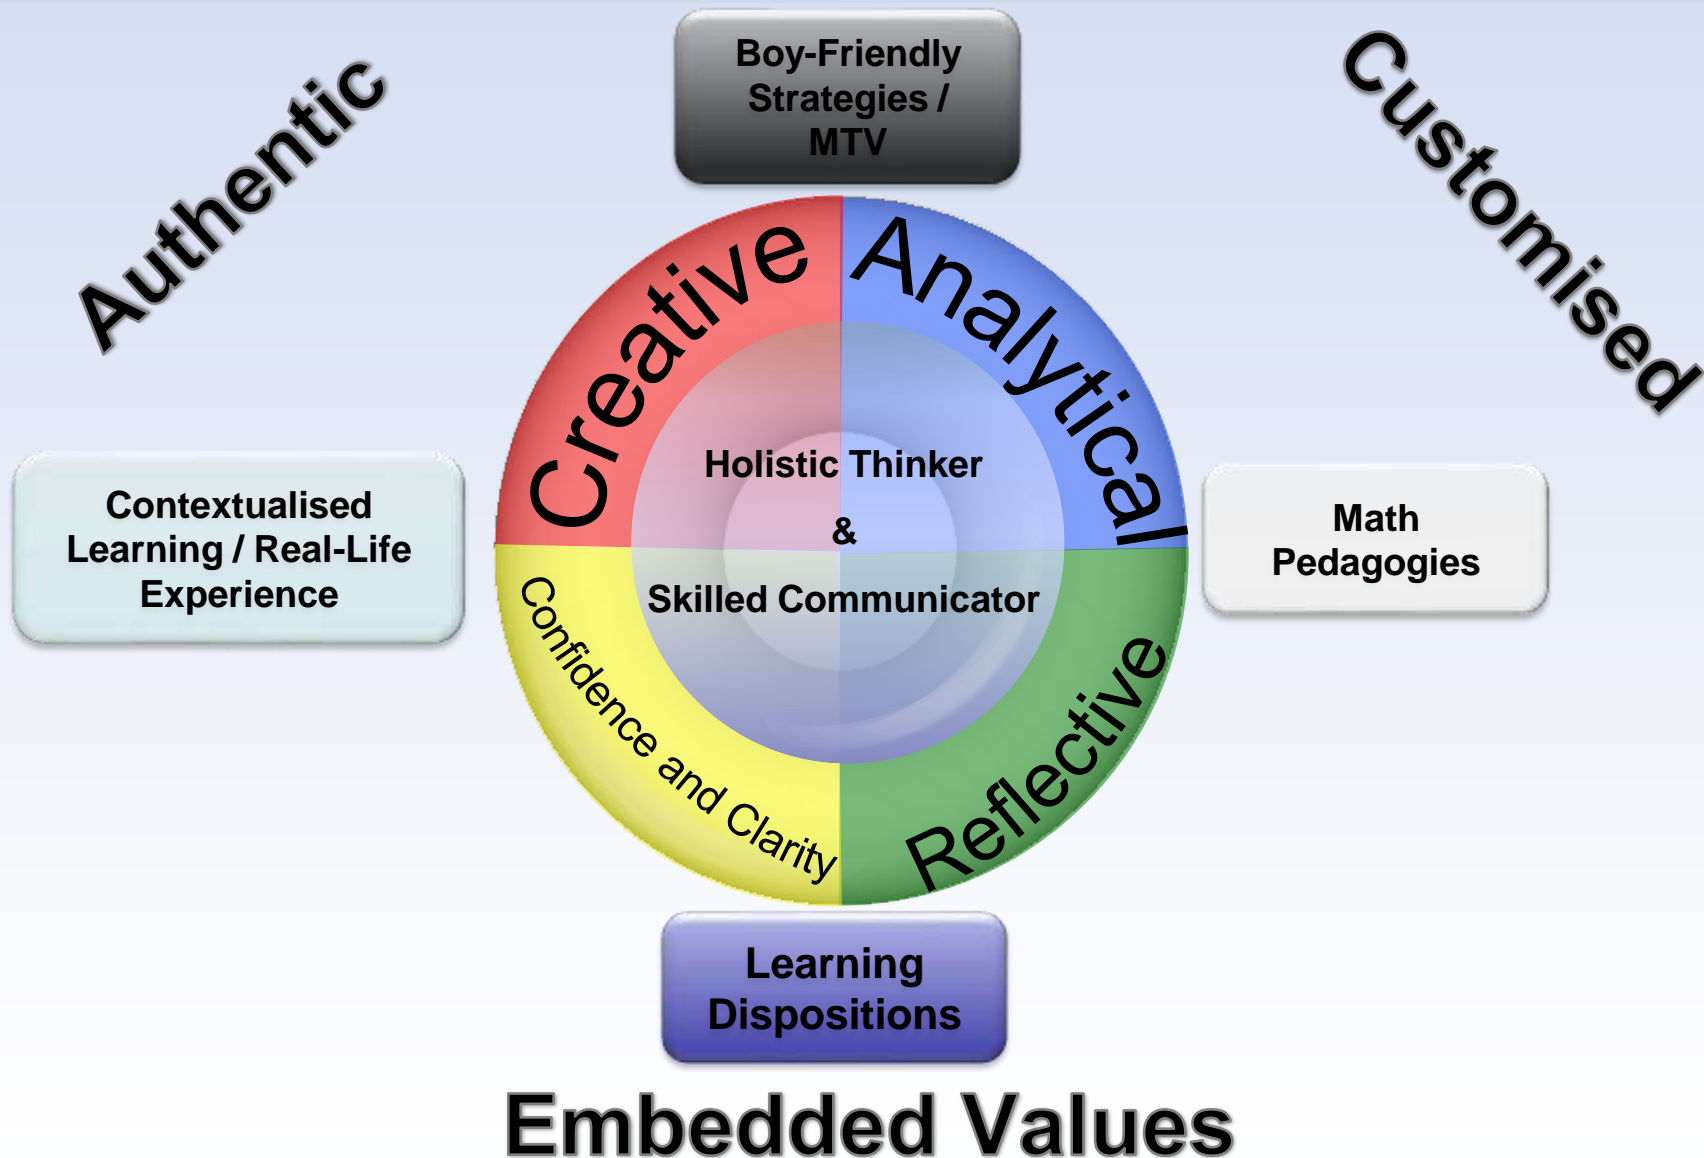 Boy-Friendly
Strategies /
MTV
Authentic
Customised
Creative
Analytical
Holistic Thinker
&
Skilled Communicator
Contextualised
Learning / Real-Life
Experience
Math
Pedagogies
Confidence and Clarity
Reflective
Learning
Dispositions
Embedded Values